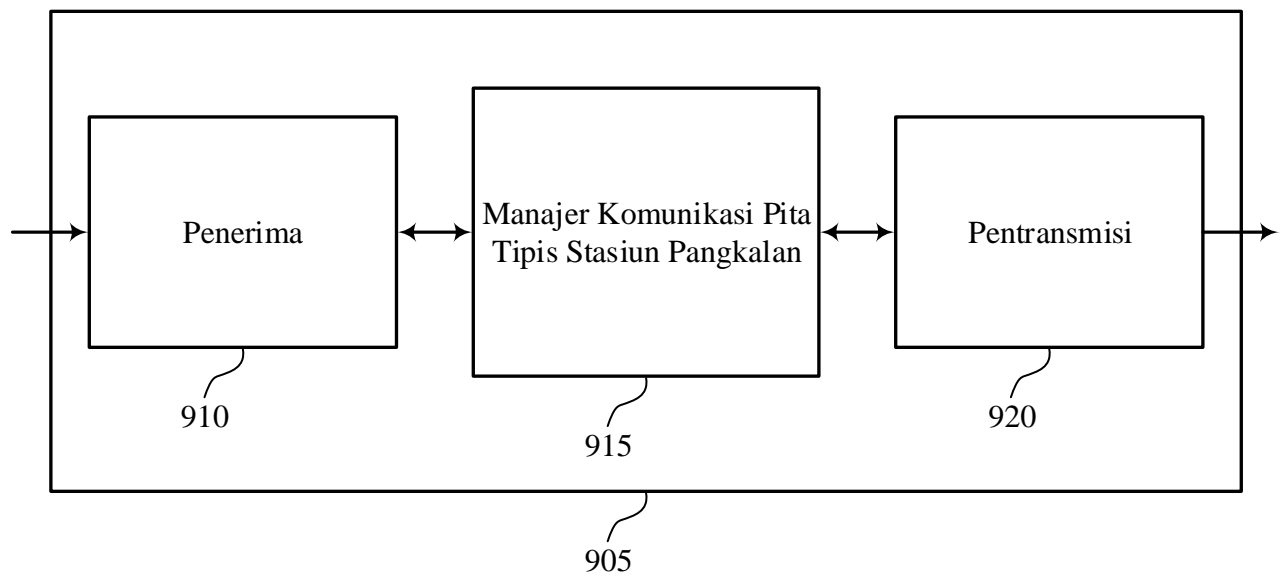 Penerima
Manajer Komunikasi Pita
Tipis Stasiun Pangkalan
Pentransmisi
910
915
920
905